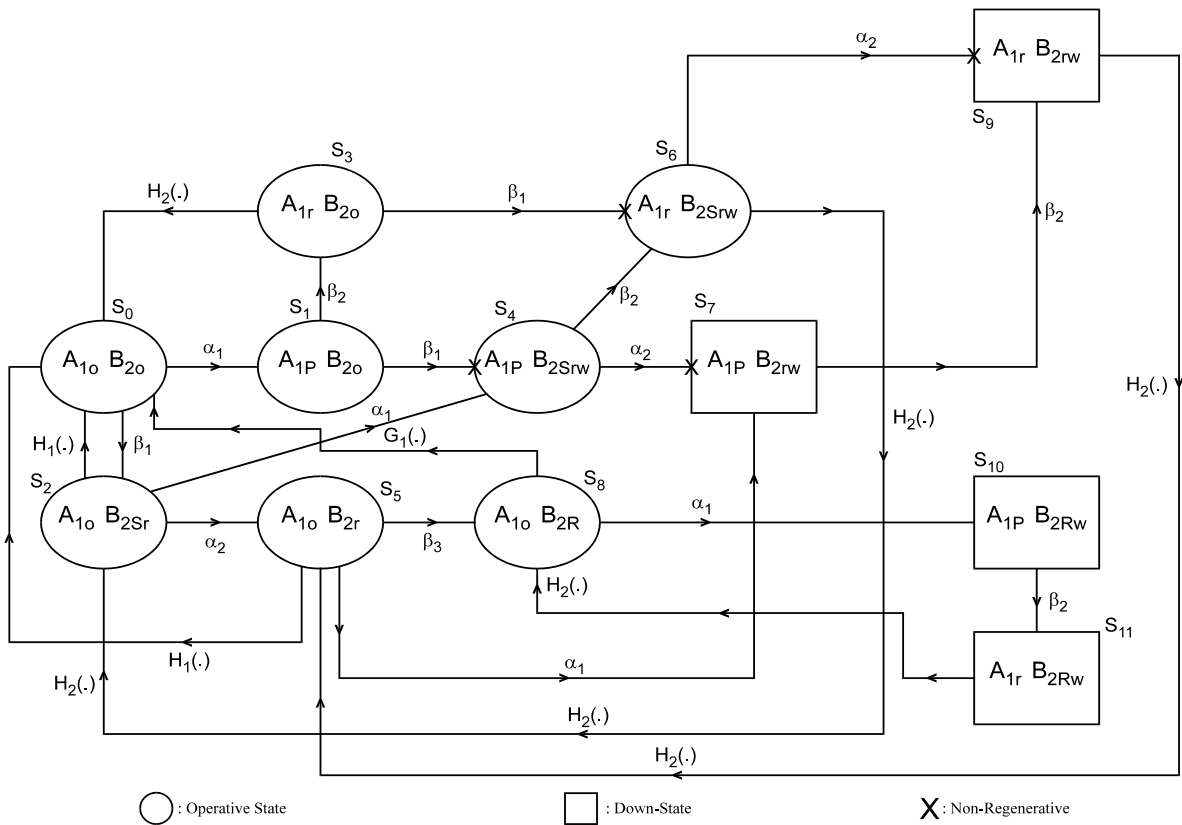 α₂
A₁ᵣ B₂ᵣw
S₉
S₃
S₆
H₂(.)
A₁ᵣ B₂ₒ
β₁
A₁ᵣ B₂Srw
β₂
S₀
β₂
S₁
S₄
β₂
S₇
A₁ₒ B₂ₒ
α₁
A₁P B₂ₒ
β₁
A₁P B₂Srw
α₂
A₁P B₂rw
H₂(.)
α₁
H₁(.)
β₁
G₁(.)
H₂(.)
S₂
S₅
S₈
S₁₀
A₁ₒ B₂Sr
α₂
A₁ₒ B₂r
β₃
A₁ₒ B₂R
α₁
A₁P B₂Rw
H₂(.)
β₂
S₁₁
H₁(.)
α₁
A₁r B₂Rw
H₂(.)
H₂(.)
H₂(.)
: Operative State
: Down-State
X : Non-Regenerative